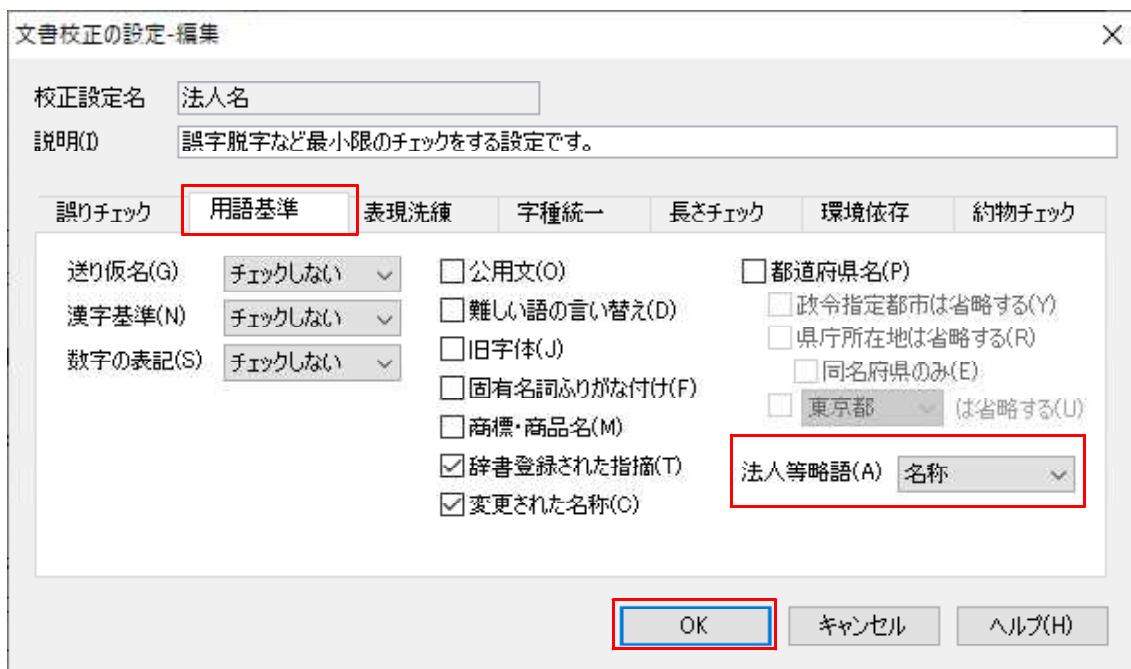 文書校正の設定-編集
校正設定名 法人名
説明(I) 誤字脱字など最小限のチェックをする設定です。
誤りチェック 用語基準 表現洗練 字種統一 長さチェック 環境依存 約物チェック
送り仮名(G) チェックしない
漢字基準(N) チェックしない
数字の表記(S) チェックしない
公用文(O)
難しい語の言い替え(D)
旧字体(J)
固有名詞ふりがな付け(F)
商標・商品名(M)
辞書登録された指摘(T)
変更された名称(C)
都道府県名(P)
政令指定都市は省略する(Y)
県庁所在地は省略する(R)
同名府県のみ(E)
東京都 は省略する(U)
法人等略語(A) 名称
OK キャンセル ヘルプ(H)